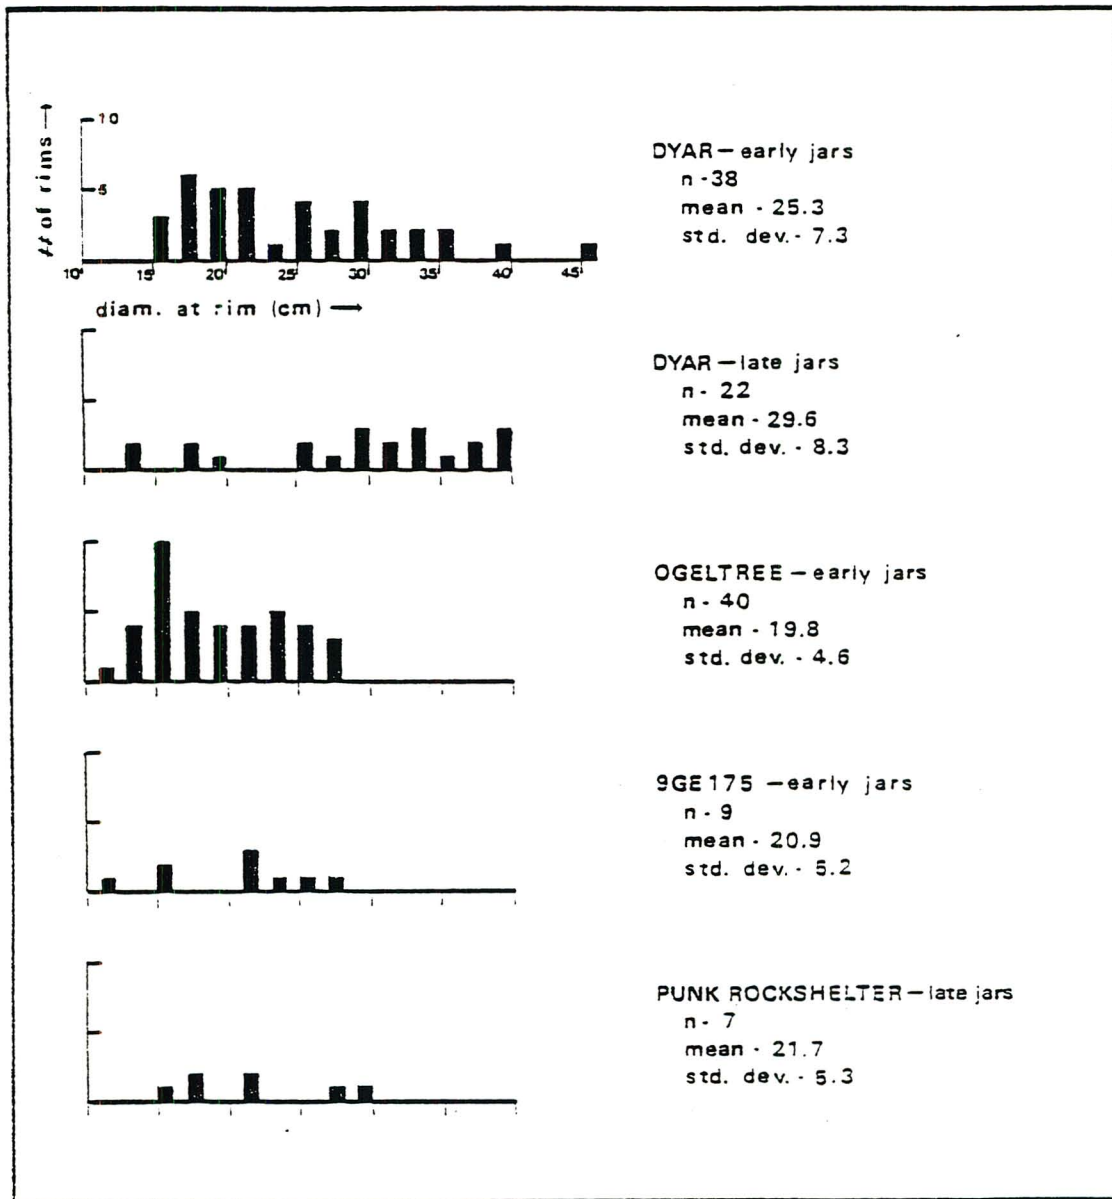 # of rims →
10
5
10 15 20 25 30 35 40 45
diam. at rim (cm) →
DYAR — early jars
n - 38
mean - 25.3
std. dev. - 7.3
DYAR — late jars
n - 22
mean - 29.6
std. dev. - 8.3
OGELTREE — early jars
n - 40
mean - 19.8
std. dev. - 4.6
9GE175 — early jars
n - 9
mean - 20.9
std. dev. - 5.2
PUNK ROCKSHELTER — late jars
n - 7
mean - 21.7
std. dev. - 5.3